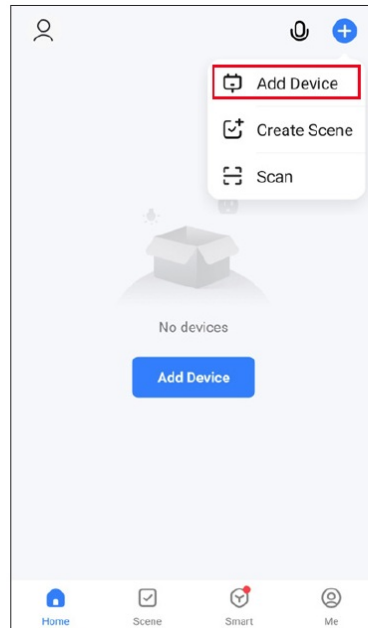 Add Device
Create Scene
Scan
No devices
Add Device
Home
Scene
Smart
Me